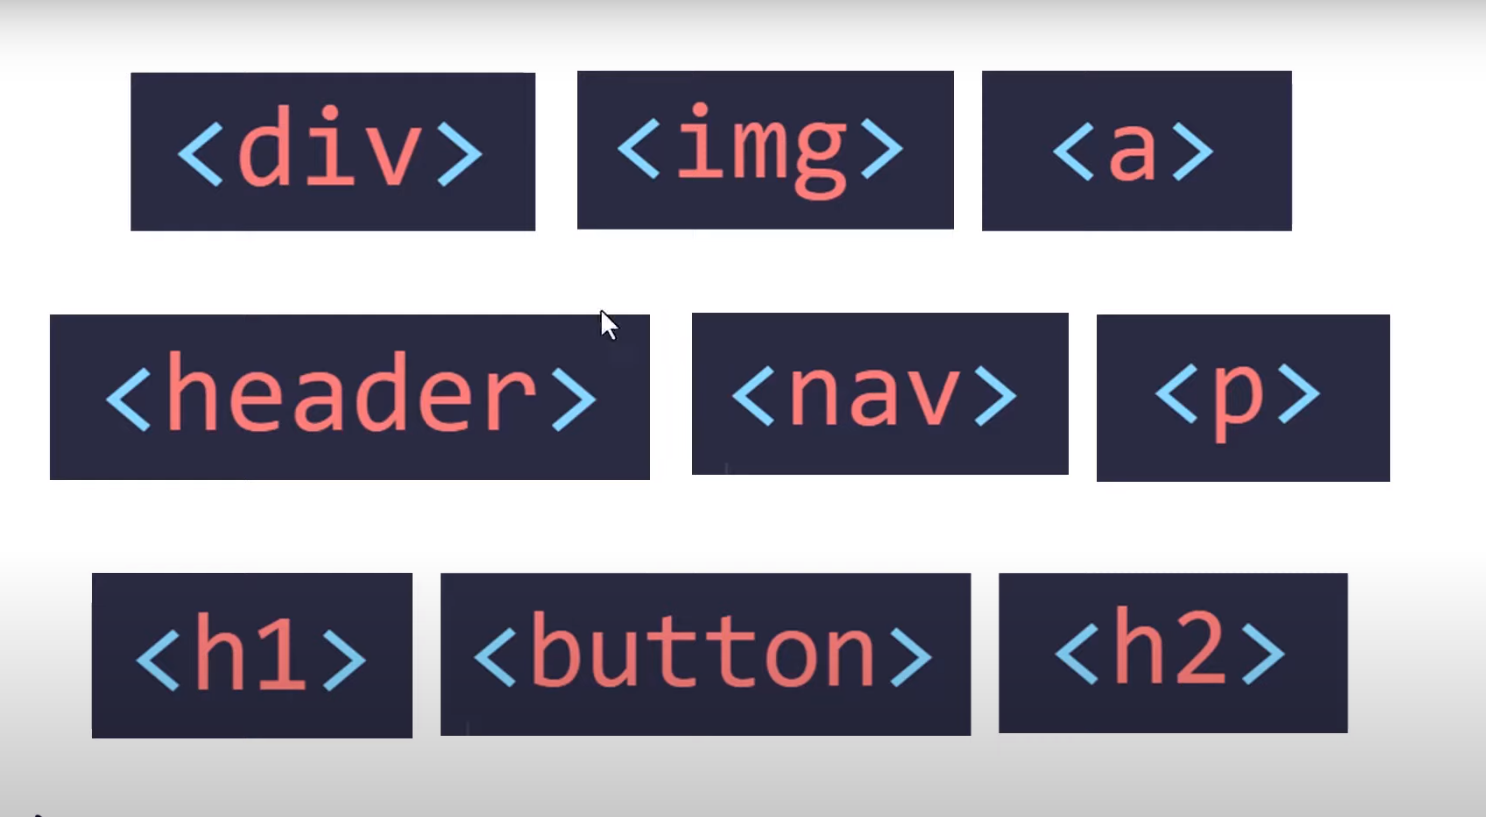 <div> <img> <a>
<header> <nav> <p>
<h1> <button> <h2>